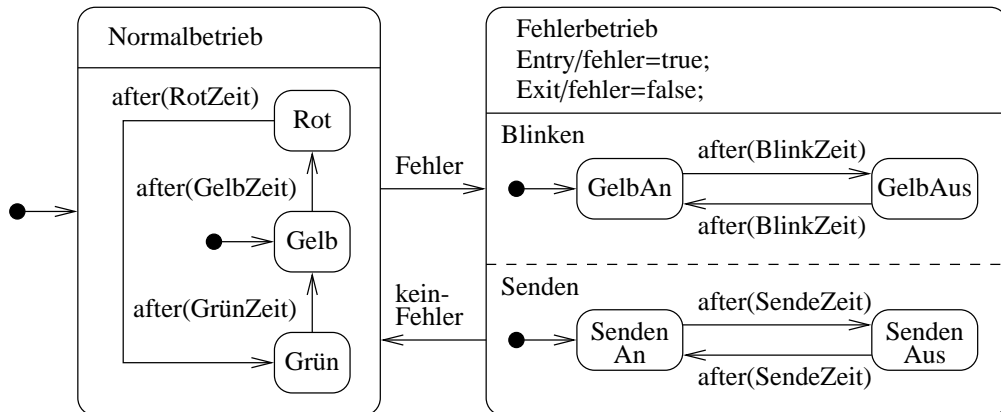 Normalbetrieb
after(RotZeit)
Rot
after(GelbZeit)
Gelb
after(GrünZeit)
Grün
Fehler
kein-
Fehler
Fehlerbetrieb
Entry/fehler=true;
Exit/fehler=false;
Blinken
after(BlinkZeit)
GelbAn
GelbAus
after(BlinkZeit)
Senden
after(SendeZeit)
Senden
An
Senden
Aus
after(SendeZeit)